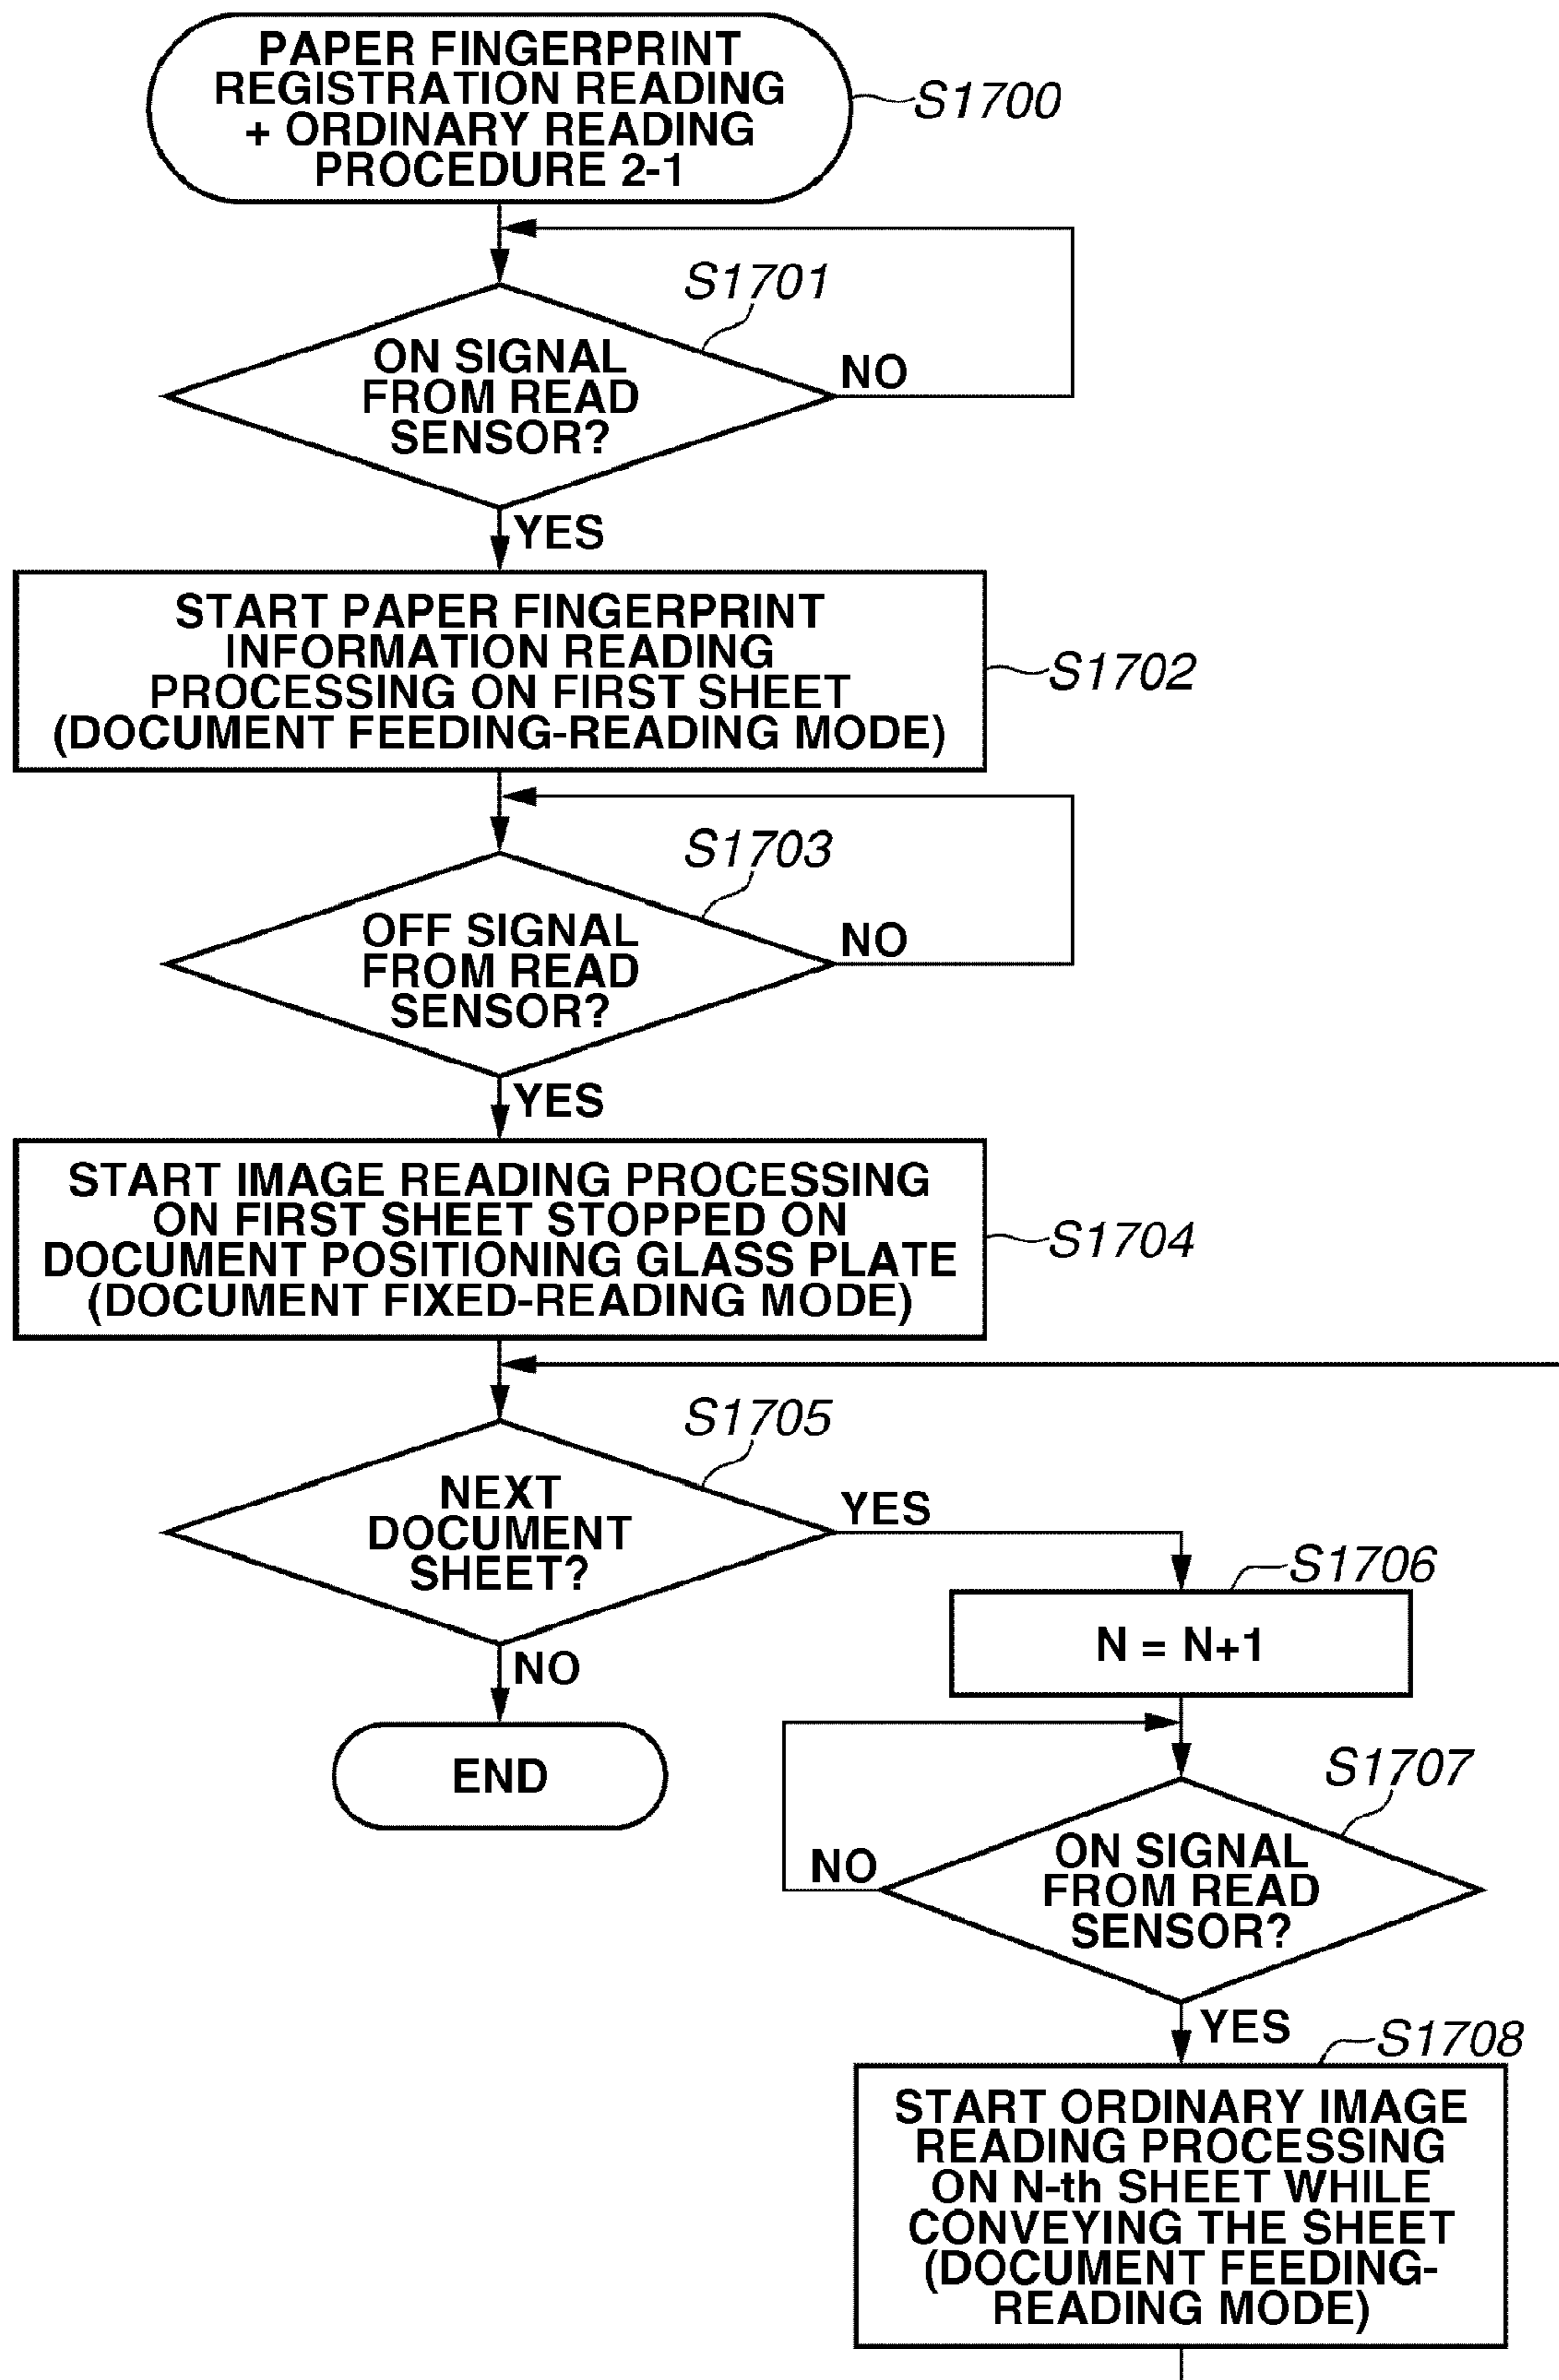 PAPER FINGERPRINT
REGISTRATION READING
+ ORDINARY READING
PROCEDURE 2-1
S1700
S1701
ON SIGNAL
FROM READ
SENSOR?
NO
YES
START PAPER FINGERPRINT
INFORMATION READING
PROCESSING ON FIRST SHEET
(DOCUMENT FEEDING-READING MODE)
S1702
S1703
OFF SIGNAL
FROM READ
SENSOR?
NO
YES
START IMAGE READING PROCESSING
ON FIRST SHEET STOPPED ON
DOCUMENT POSITIONING GLASS PLATE
(DOCUMENT FIXED-READING MODE)
S1704
S1705
NEXT
DOCUMENT
SHEET?
YES
NO
END
S1706
N = N+1
S1707
ON SIGNAL
FROM READ
SENSOR?
NO
YES
S1708
START ORDINARY IMAGE
READING PROCESSING
ON N-th SHEET WHILE
CONVEYING THE SHEET
(DOCUMENT FEEDING-
READING MODE)